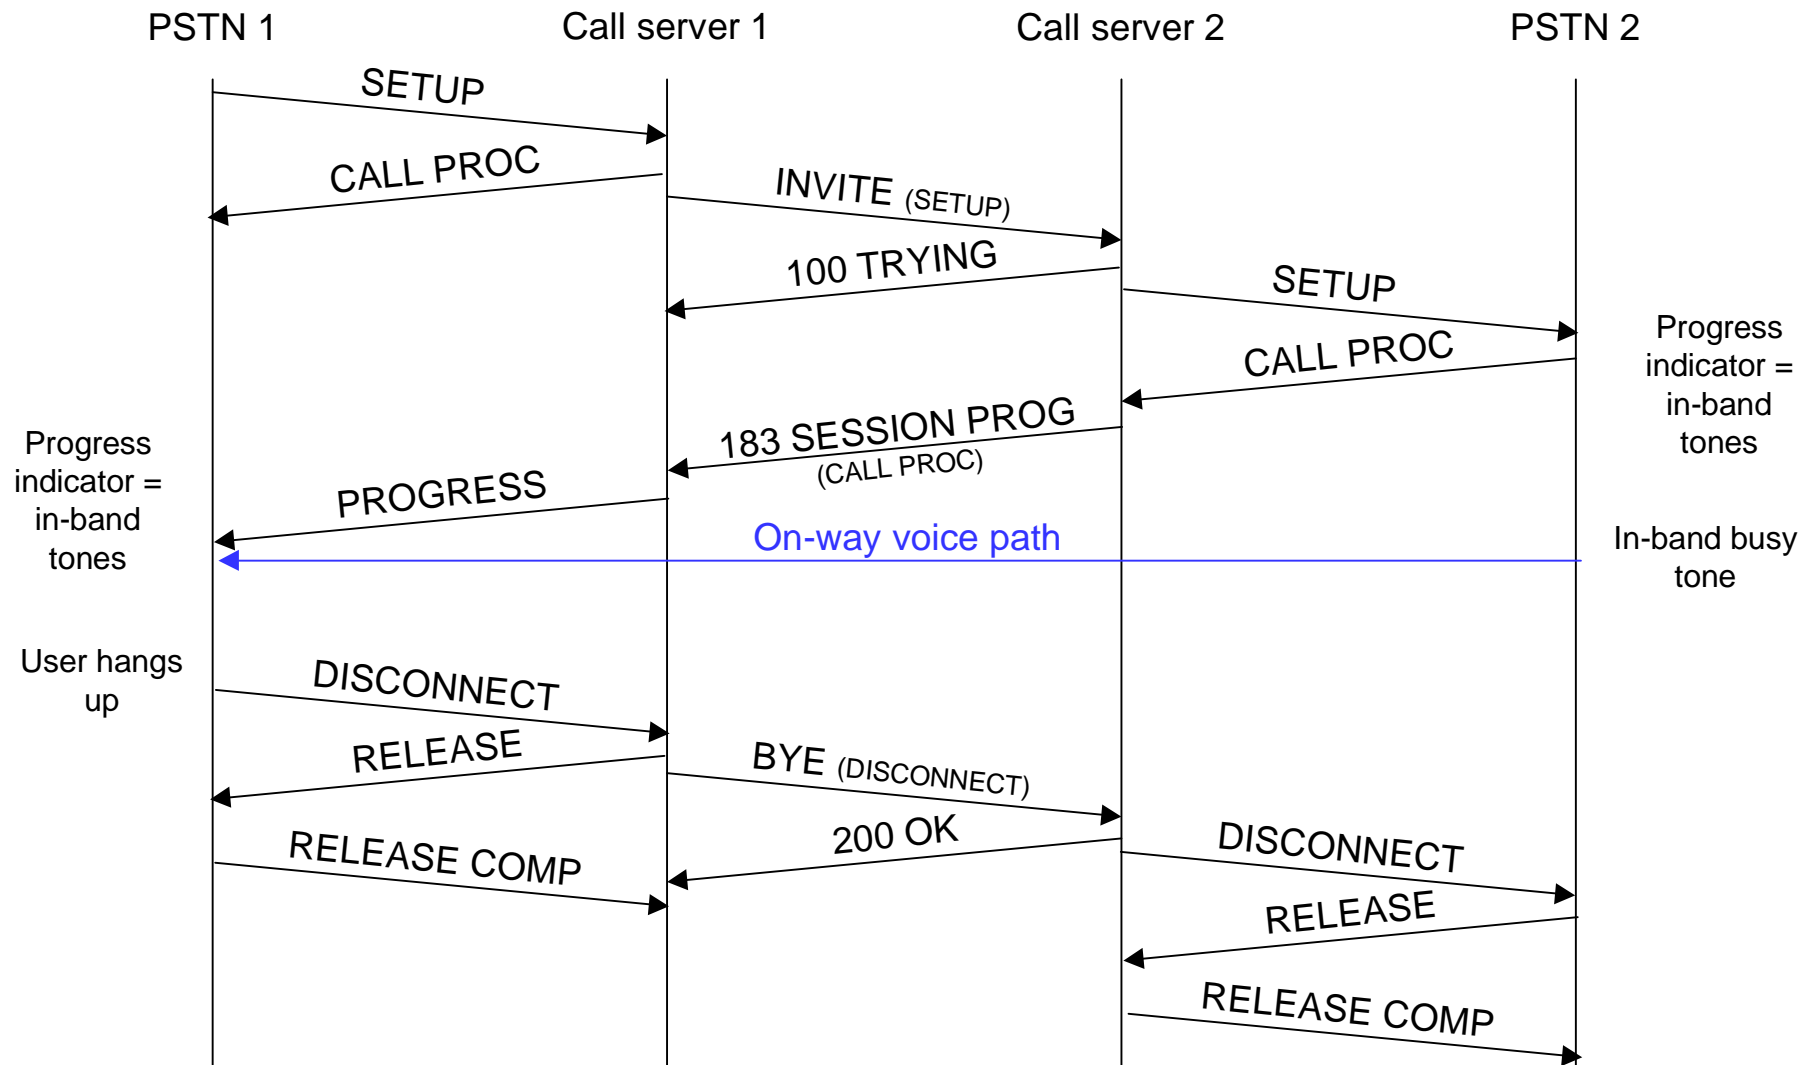 PSTN 1
Call server 1
Call server 2
PSTN 2
SETUP
CALL PROC
INVITE (SETUP)
100 TRYING
SETUP
Progress
indicator =
in-band
tones
CALL PROC
183 SESSION PROG
(CALL PROC)
Progress
indicator =
in-band
tones
PROGRESS
On-way voice path
In-band busy
tone
User hangs
up
DISCONNECT
RELEASE
BYE (DISCONNECT)
200 OK
RELEASE COMP
DISCONNECT
RELEASE
RELEASE COMP